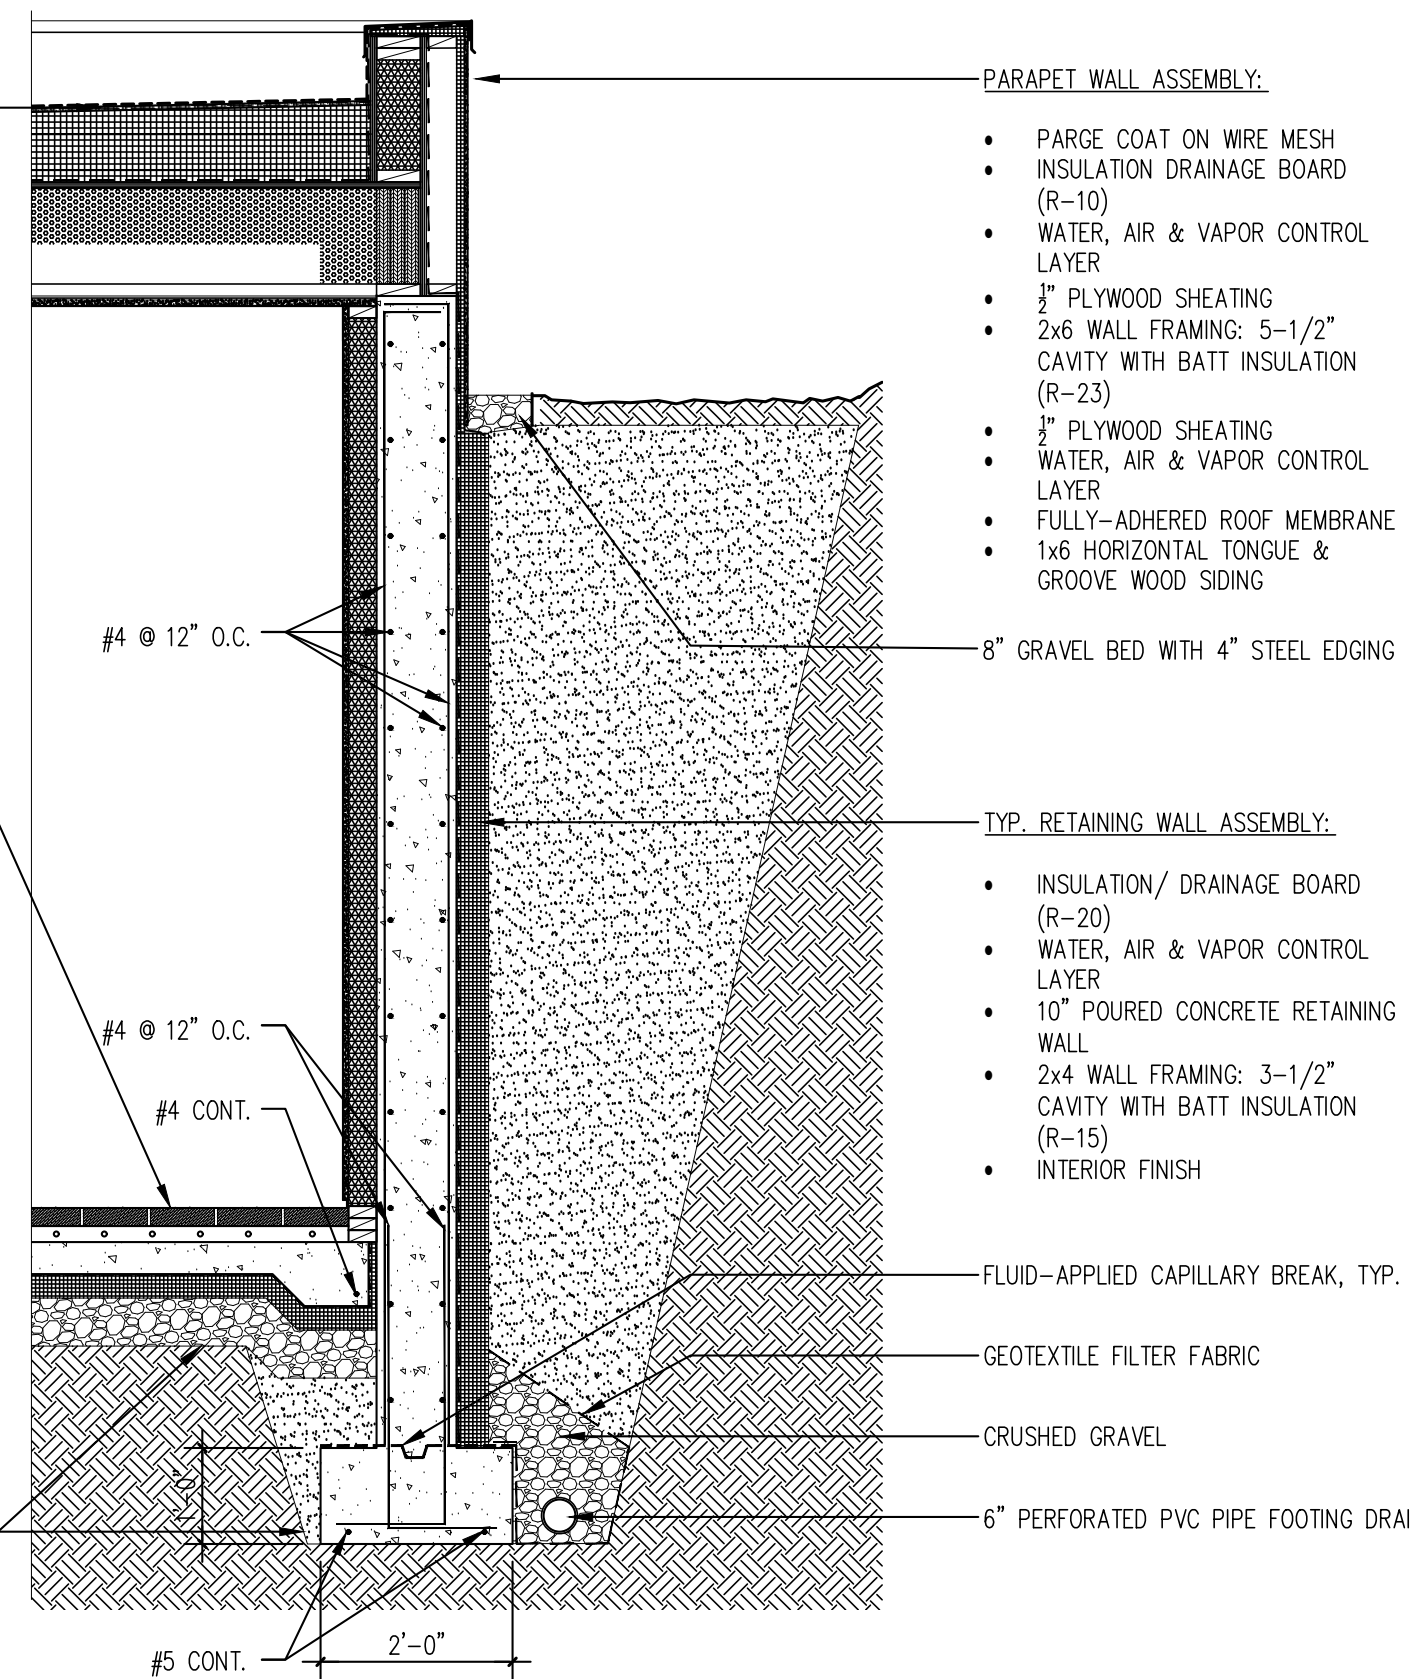 PARAPET WALL ASSEMBLY:
• PARGE COAT ON WIRE MESH
• INSULATION DRAINAGE BOARD
(R-10)
• WATER, AIR & VAPOR CONTROL
LAYER
• 1/2" PLYWOOD SHEATING
• 2x6 WALL FRAMING: 5-1/2"
CAVITY WITH BATT INSULATION
(R-23)
• 1/2" PLYWOOD SHEATING
• WATER, AIR & VAPOR CONTROL
LAYER
• FULLY-ADHERED ROOF MEMBRANE
• 1x6 HORIZONTAL TONGUE &
GROOVE WOOD SIDING
#4 @ 12" O.C.
8" GRAVEL BED WITH 4" STEEL EDGING
TYP. RETAINING WALL ASSEMBLY:
• INSULATION/ DRAINAGE BOARD
(R-20)
• WATER, AIR & VAPOR CONTROL
LAYER
• 10" POURED CONCRETE RETAINING
WALL
• 2x4 WALL FRAMING: 3-1/2"
CAVITY WITH BATT INSULATION
(R-15)
• INTERIOR FINISH
#4 @ 12" O.C.
#4 CONT.
FLUID-APPLIED CAPILLARY BREAK, TYP.
GEOTEXTILE FILTER FABRIC
CRUSHED GRAVEL
1'-0"
6" PERFORATED PVC PIPE FOOTING DRAI
2'-0"
#5 CONT.